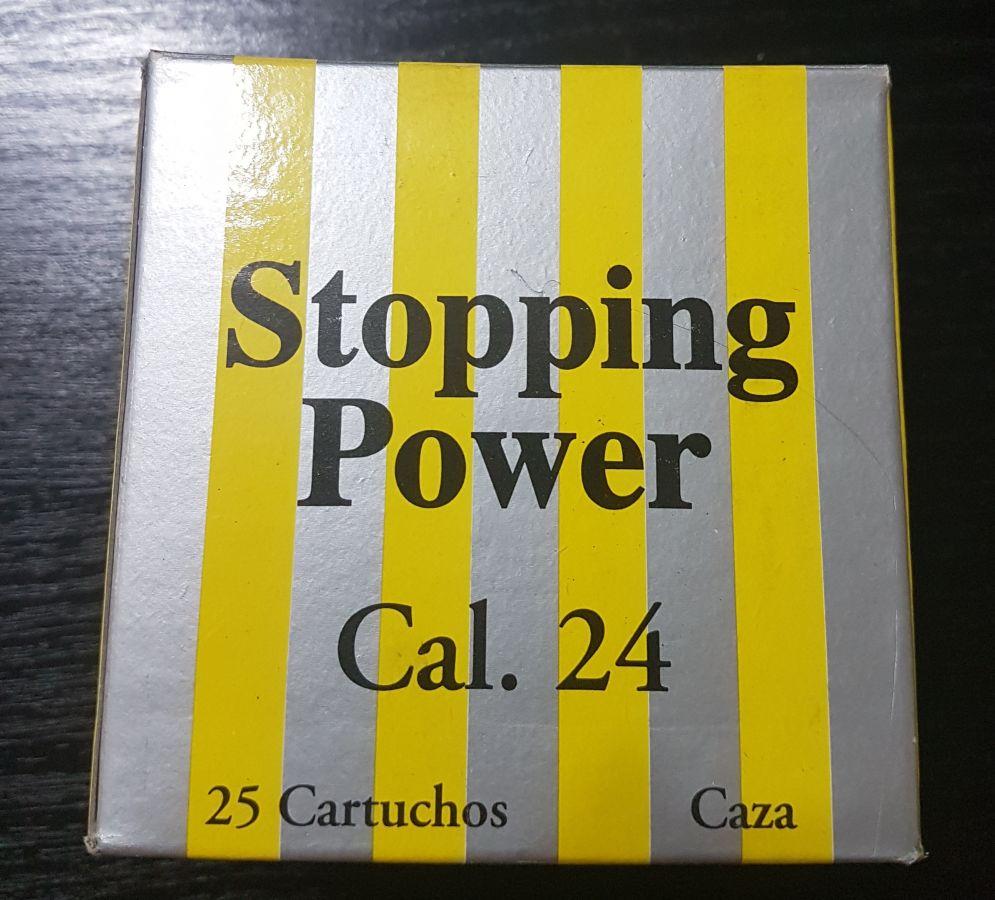 Stopping
Power
Cal. 24
25 Cartuchos Caza